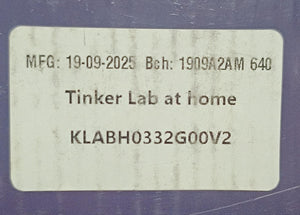 MFG: 19-09-2025 Bch: 1909A2AM 640
Tinker Lab at home
KLABH0332G00V2